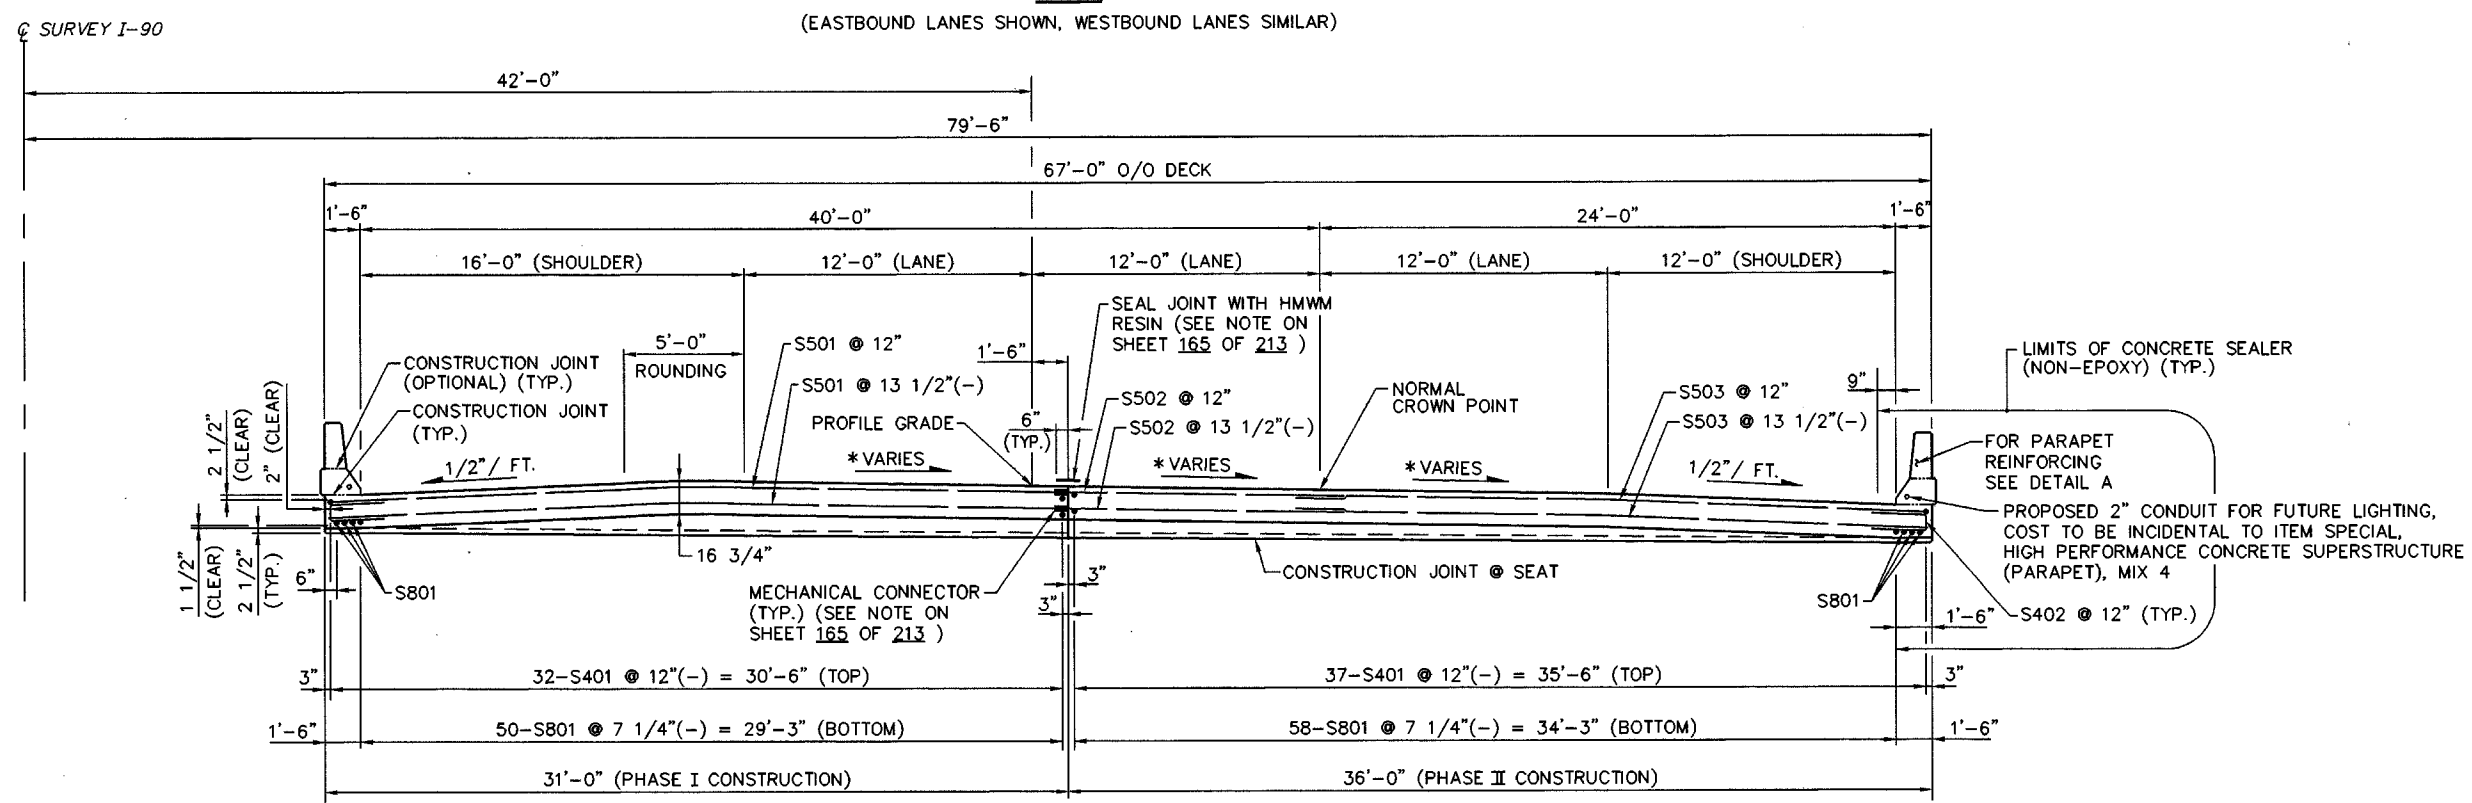 (EASTBOUND LANES SHOWN, WESTBOUND LANES SIMILAR)
℄ SURVEY I-90
42'-0"
79'-6"
67'-0" O/O DECK
1'-6"
40'-0"
24'-0"
1'-6"
16'-0" (SHOULDER)
12'-0" (LANE)
12'-0" (LANE)
12'-0" (LANE)
12'-0" (SHOULDER)
SEAL JOINT WITH HMWM
RESIN (SEE NOTE ON
SHEET 165 OF 213 )
5'-0"
ROUNDING
S501 @ 12"
S501 @ 13 1/2"(-)
1'-6"
CONSTRUCTION JOINT
(OPTIONAL) (TYP.)
CONSTRUCTION JOINT
(TYP.)
2 1/2"
(CLEAR)
2" (CLEAR)
PROFILE GRADE
6"
(TYP.)
S502 @ 12"
S502 @ 13 1/2"(-)
NORMAL
CROWN POINT
S503 @ 12"
S503 @ 13 1/2"(-)
9"
LIMITS OF CONCRETE SEALER
(NON-EPOXY) (TYP.)
1/2"/ FT.
*VARIES
*VARIES
*VARIES
1/2"/ FT.
FOR PARAPET
REINFORCING
SEE DETAIL A
PROPOSED 2" CONDUIT FOR FUTURE LIGHTING,
COST TO BE INCIDENTAL TO ITEM SPECIAL,
HIGH PERFORMANCE CONCRETE SUPERSTRUCTURE
(PARAPET), MIX 4
1 1/2"
(CLEAR)
2 1/2"
(TYP.)
6"
S801
16 3/4"
MECHANICAL CONNECTOR
(TYP.) (SEE NOTE ON
SHEET 165 OF 213 )
3"
3"
CONSTRUCTION JOINT @ SEAT
S801
1'-6"
S402 @ 12" (TYP.)
3"
32-S401 @ 12"(-) = 30'-6" (TOP)
37-S401 @ 12"(-) = 35'-6" (TOP)
3"
1'-6"
50-S801 @ 7 1/4"(-) = 29'-3" (BOTTOM)
58-S801 @ 7 1/4"(-) = 34'-3" (BOTTOM)
1'-6"
31'-0" (PHASE I CONSTRUCTION)
36'-0" (PHASE II CONSTRUCTION)